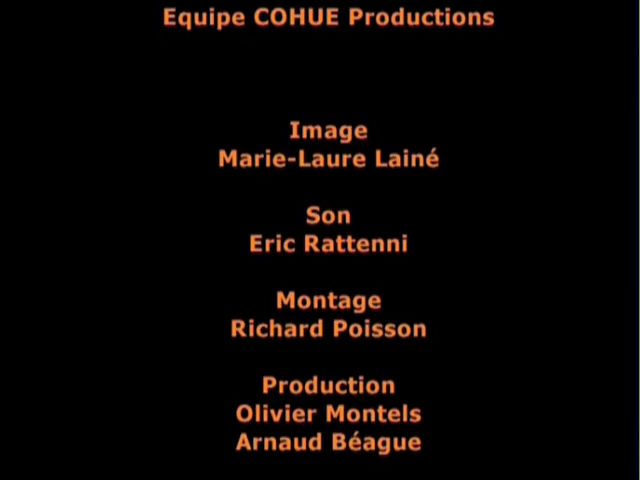 Equipe COHUE Productions
Image
Marie-Laure Lainé
Son
Eric Rattenni
Montage
Richard Poisson
Production
Olivier Montels
Arnaud Béague